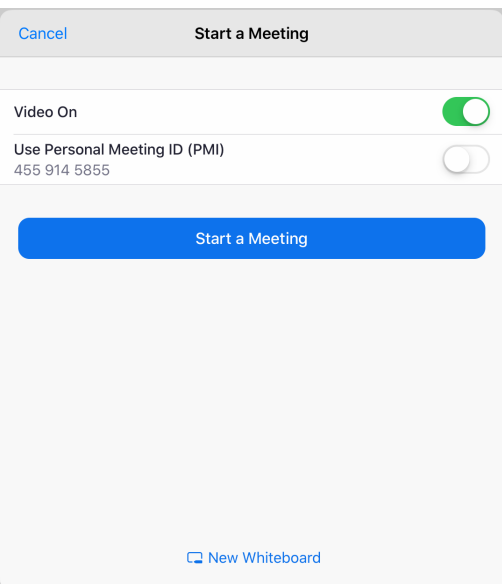 Cancel
Start a Meeting
Video On
Use Personal Meeting ID (PMI)
455 914 5855
Start a Meeting
New Whiteboard